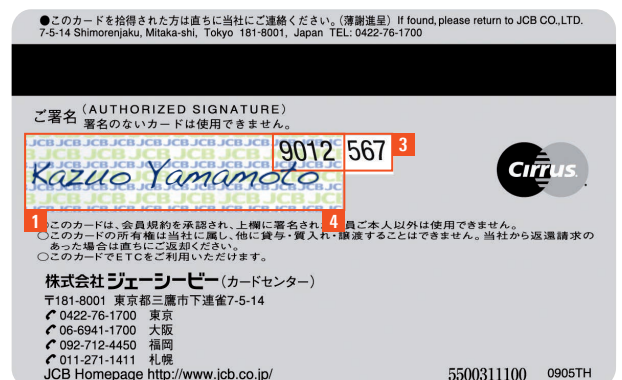 ●このカードを拾得された方は直ちに当社にご連絡ください。(薄謝進呈) If found, please return to JCB CO.,LTD.
7-5-14 Shimorenjaku, Mitaka-shi, Tokyo 181-8001, Japan TEL: 0422-76-1700
ご署名 (AUTHORIZED SIGNATURE)
署名のないカードは使用できません。
9012 567 3
Kazuo Yamamoto
Cirrus
1 4
○このカードは、会員規約を承認され、上欄に署名され 員ご本人以外は使用できません。
○このカードの所有権は当社に属し、他に貸与・質入れ・譲渡することはできません。当社から返還請求の
あった場合は直ちにご返却ください。
○このカードでETCをご利用いただけます。
株式会社 ジェーシービー (カードセンター)
〒181-8001 東京都三鷹市下連雀7-5-14
0422-76-1700 東京
06-6941-1700 大阪
092-712-4450 福岡
011-271-1411 札幌
JCB Homepage http://www.jcb.co.jp/
5500311100 0905TH